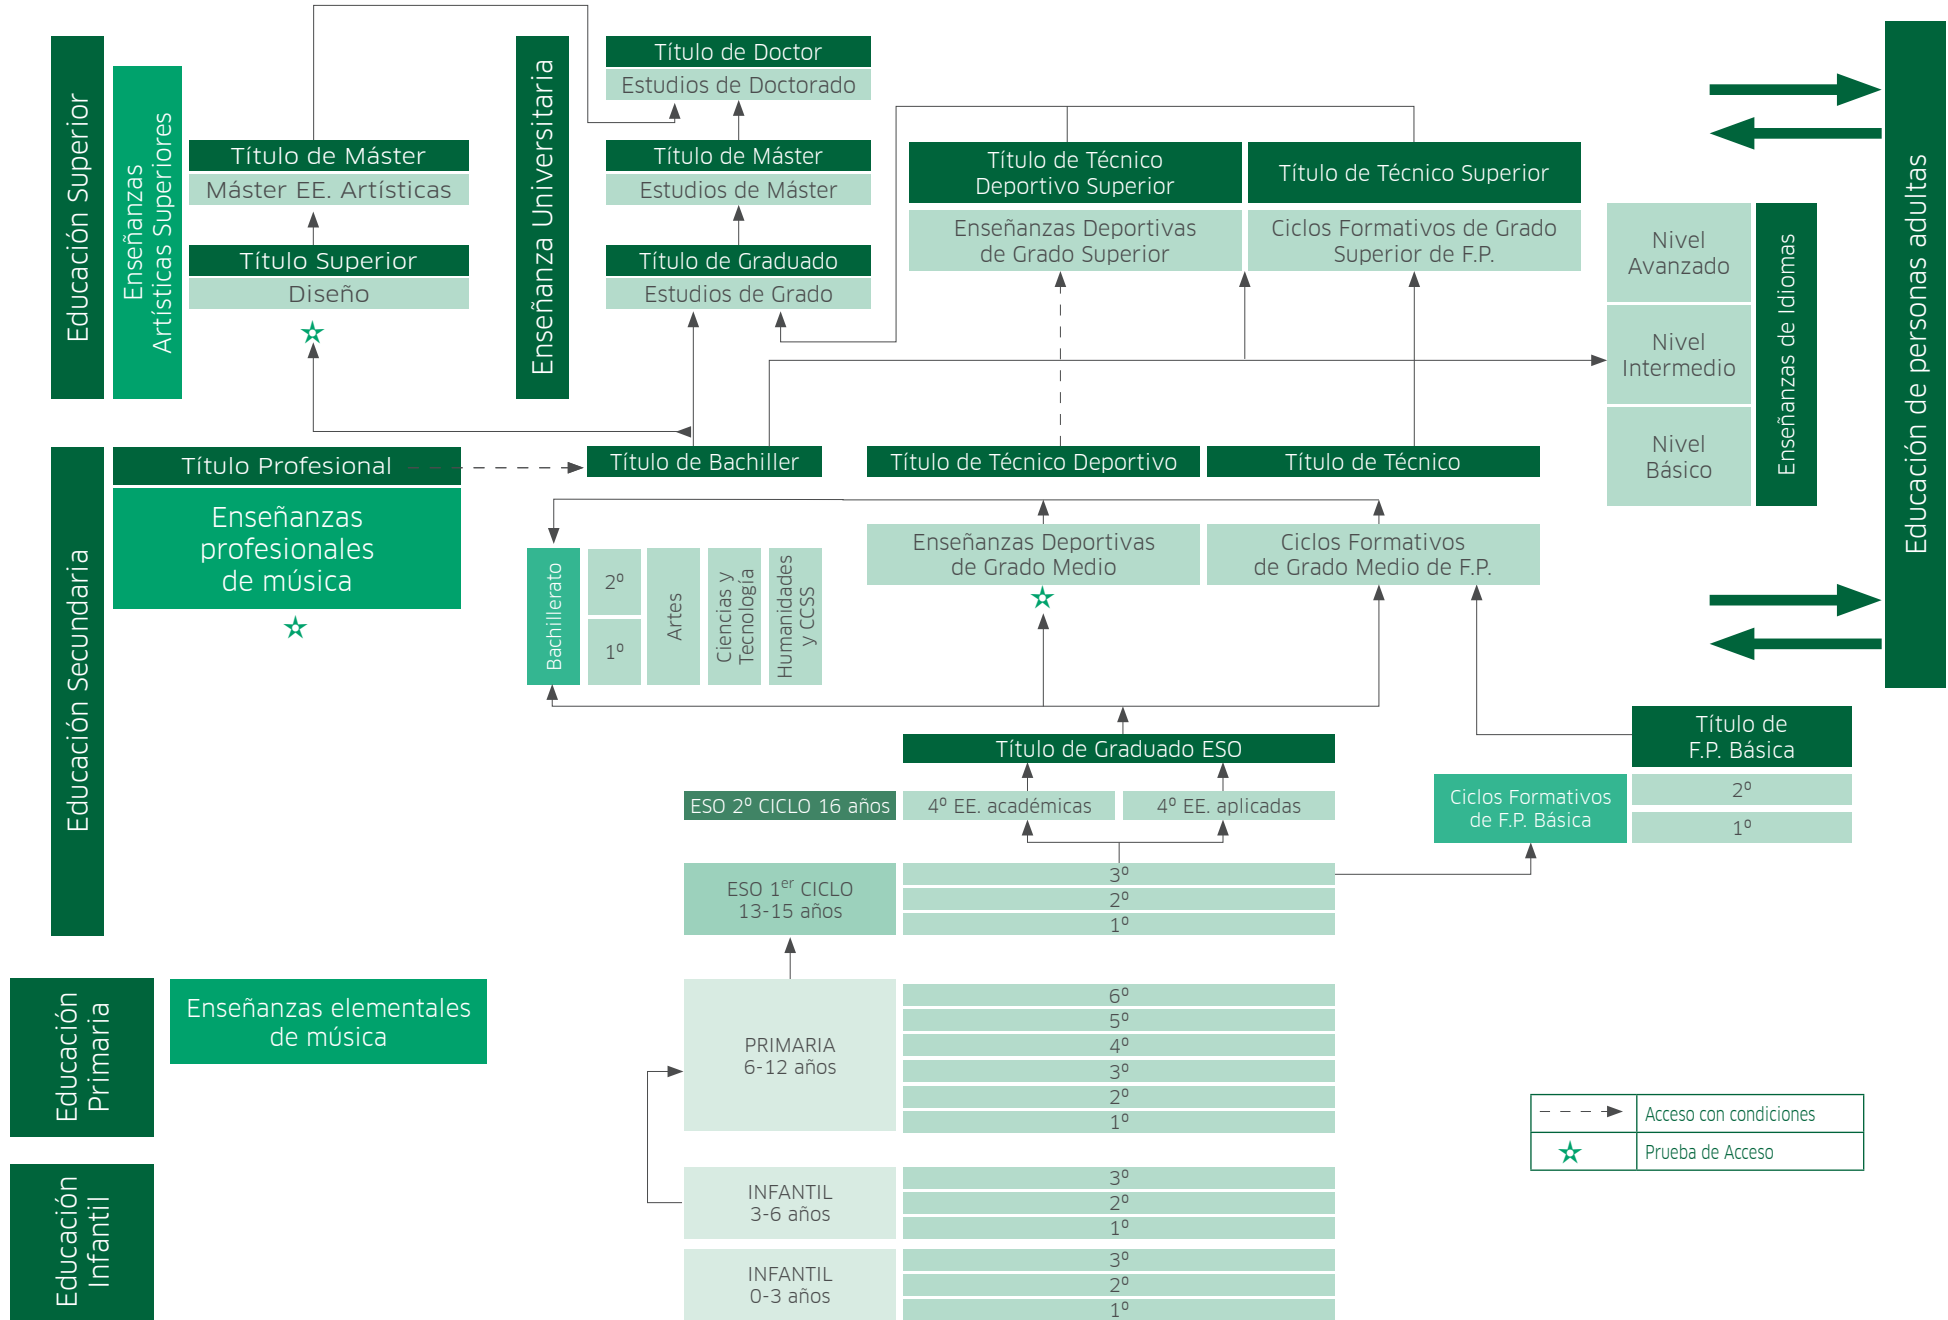 Educación Superior
Enseñanzas
Artísticas Superiores
Título de Máster
Máster EE. Artísticas
Título Superior
Diseño
Enseñanza Universitaria
Título de Doctor
Estudios de Doctorado
Título de Máster
Estudios de Máster
Título de Graduado
Estudios de Grado
Título de Técnico
Deportivo Superior
Enseñanzas Deportivas
de Grado Superior
Título de Técnico Superior
Ciclos Formativos de Grado
Superior de F.P.
Nivel
Avanzado
Nivel
Intermedio
Nivel
Básico
Enseñanzas de Idiomas
Educación de personas adultas
Educación Secundaria
Título Profesional
Enseñanzas
profesionales
de música
Título de Bachiller
Título de Técnico Deportivo
Título de Técnico
Bachillerato
2º
1º
Artes
Ciencias y
Tecnología
Humanidades
y CCSS
Enseñanzas Deportivas
de Grado Medio
Ciclos Formativos
de Grado Medio de F.P.
Título de Graduado ESO
ESO 2º CICLO 16 años
4º EE. académicas
4º EE. aplicadas
Título de
F.P. Básica
Ciclos Formativos
de F.P. Básica
2º
1º
ESO 1er CICLO
13-15 años
3º
2º
1º
Educación
Primaria
Enseñanzas elementales
de música
PRIMARIA
6-12 años
6º
5º
4º
3º
2º
1º
Educación
Infantil
INFANTIL
3-6 años
3º
2º
1º
INFANTIL
0-3 años
3º
2º
1º
Acceso con condiciones
Prueba de Acceso